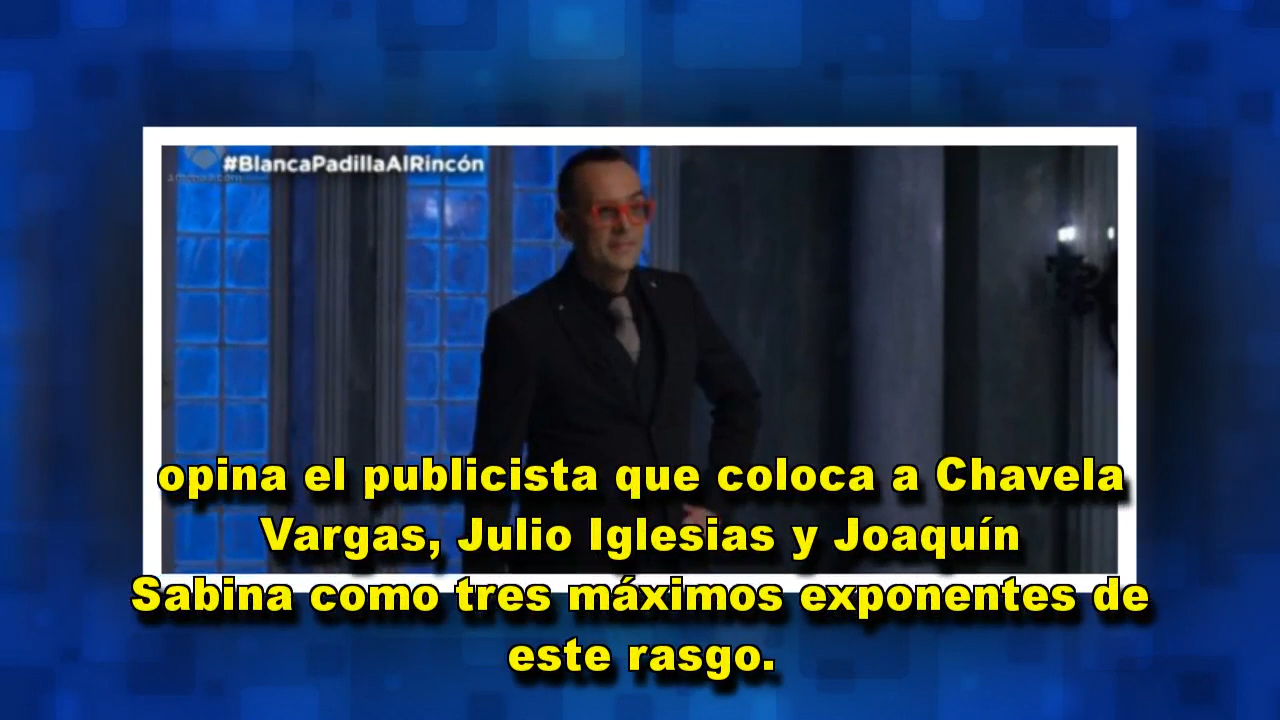 #BlancaPadillaAlRincón
opina el publicista que coloca a Chavela
Vargas, Julio Iglesias y Joaquín
Sabina como tres máximos exponentes de
este rasgo.